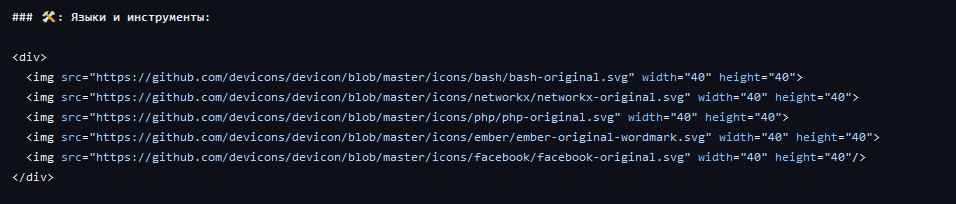 ### 🛠️: Языки и инструменты:
<div>
<img src="https://github.com/devicons/devicon/blob/master/icons/bash/bash-original.svg" width="40" height="40">
<img src="https://github.com/devicons/devicon/blob/master/icons/networkx/networkx-original.svg" width="40" height="40">
<img src="https://github.com/devicons/devicon/blob/master/icons/php/php-original.svg" width="40" height="40">
<img src="https://github.com/devicons/devicon/blob/master/icons/ember/ember-original-wordmark.svg" width="40" height="40">
<img src="https://github.com/devicons/devicon/blob/master/icons/facebook/facebook-original.svg" width="40" height="40"/>
</div>